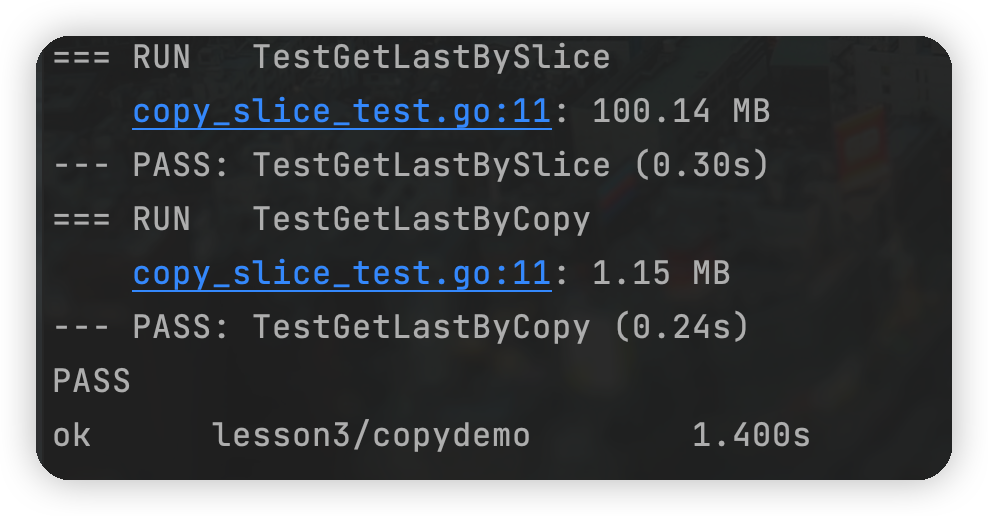 === RUN   TestGetLastBySlice
    copy_slice_test.go:11: 100.14 MB
--- PASS: TestGetLastBySlice (0.30s)
=== RUN   TestGetLastByCopy
    copy_slice_test.go:11: 1.15 MB
--- PASS: TestGetLastByCopy (0.24s)
PASS
ok      lesson3/copydemo        1.400s